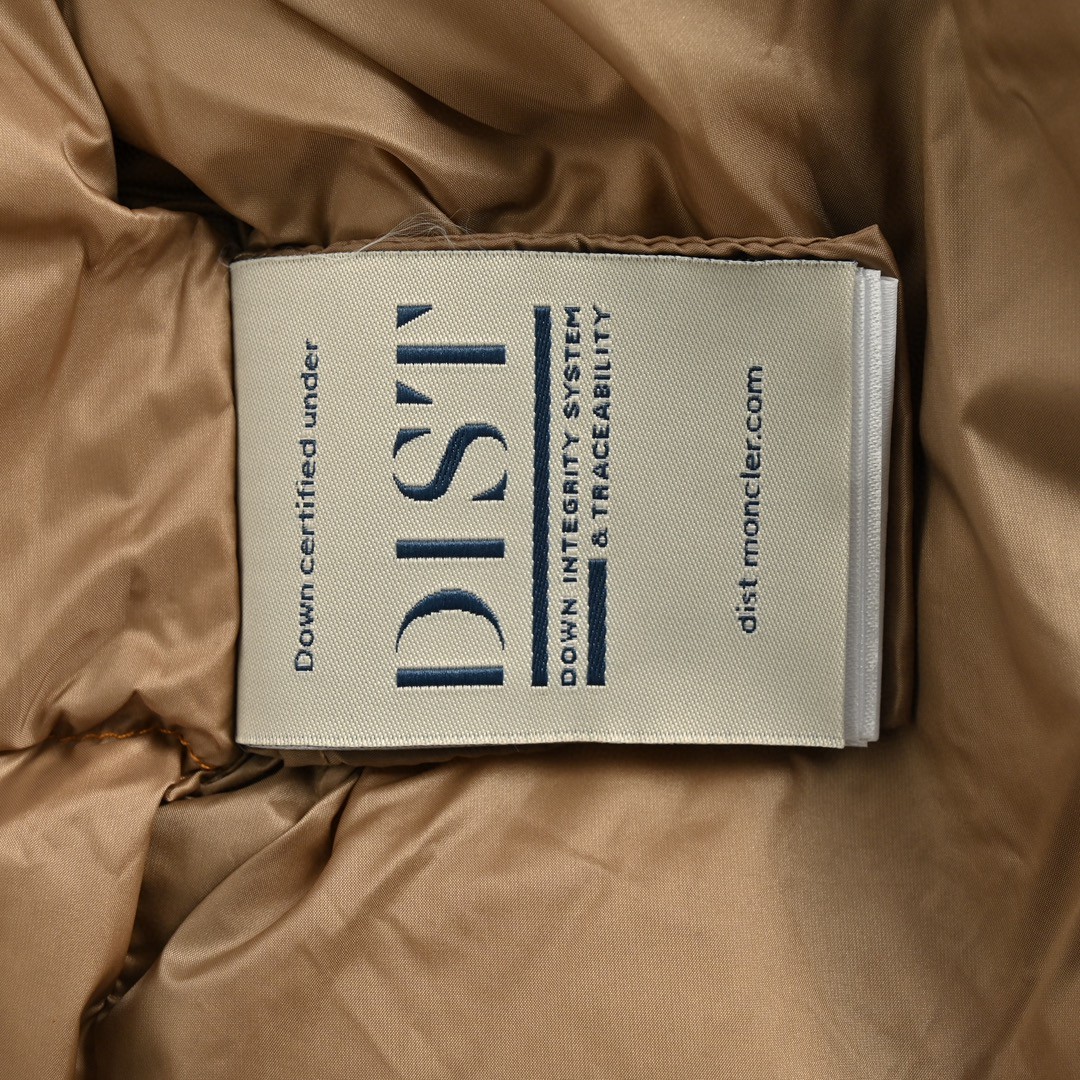 Down certified under
DIST
DOWN INTEGRITY SYSTEM
& TRACEABILITY
dist moncler.com